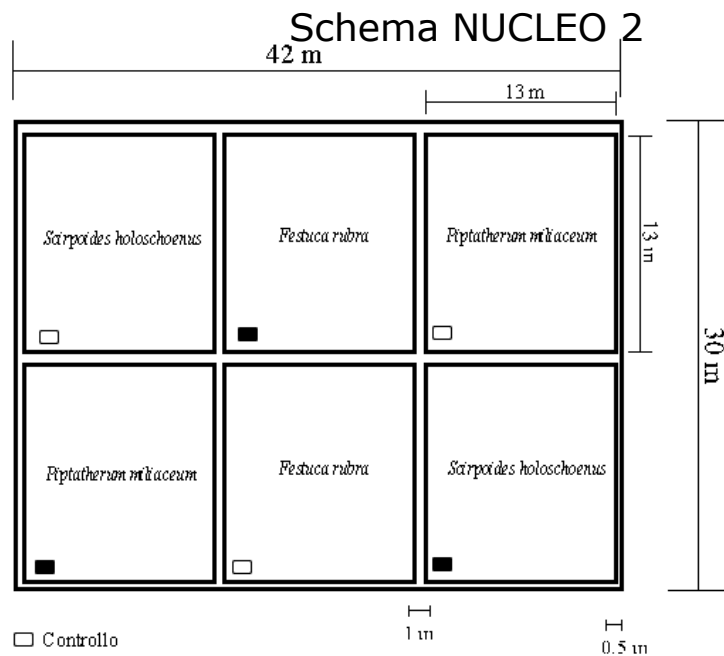 Schema NUCLEO 2
42 m
13 m
Scirpoides holoschoenus
Festuca rubra
Piptatherum miliaceum
13 m
30 m
Piptatherum miliaceum
Festuca rubra
Scirpoides holoschoenus
1 m
0.5 m
Controllo